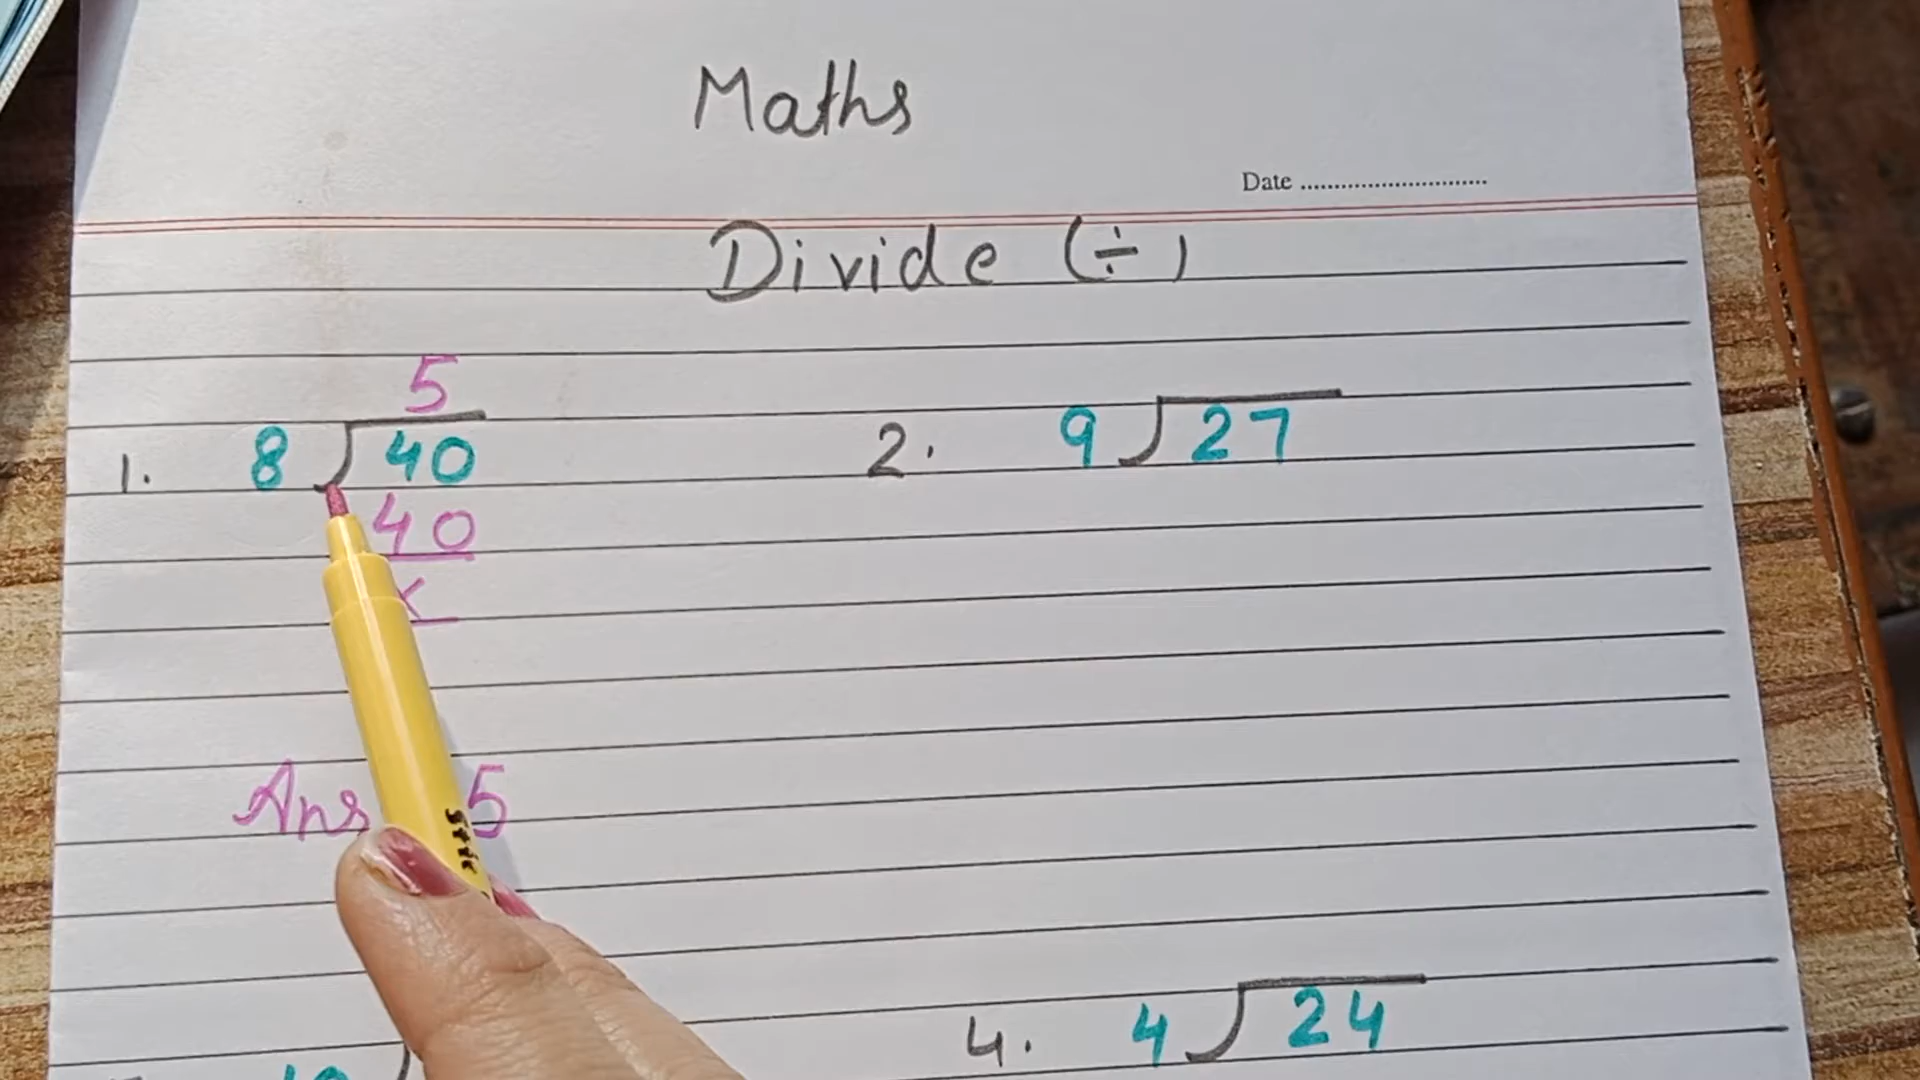 Maths
Date ............................
Divide (÷)
5
1. 8 40
40
×
Ans 5
2. 9 27
4. 4 24